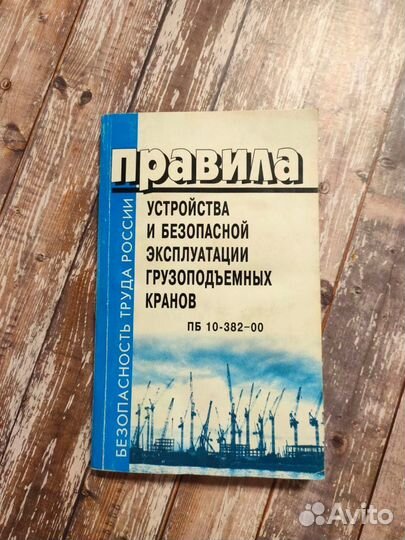 правила
УСТРОЙСТВА
И БЕЗОПАСНОЙ
ЭКСПЛУАТАЦИИ
ГРУЗОПОДЪЕМНЫХ
КРАНОВ
ПБ 10-382-00
БЕЗОПАСНОСТЬ ТРУДА РОССИИ
Avito